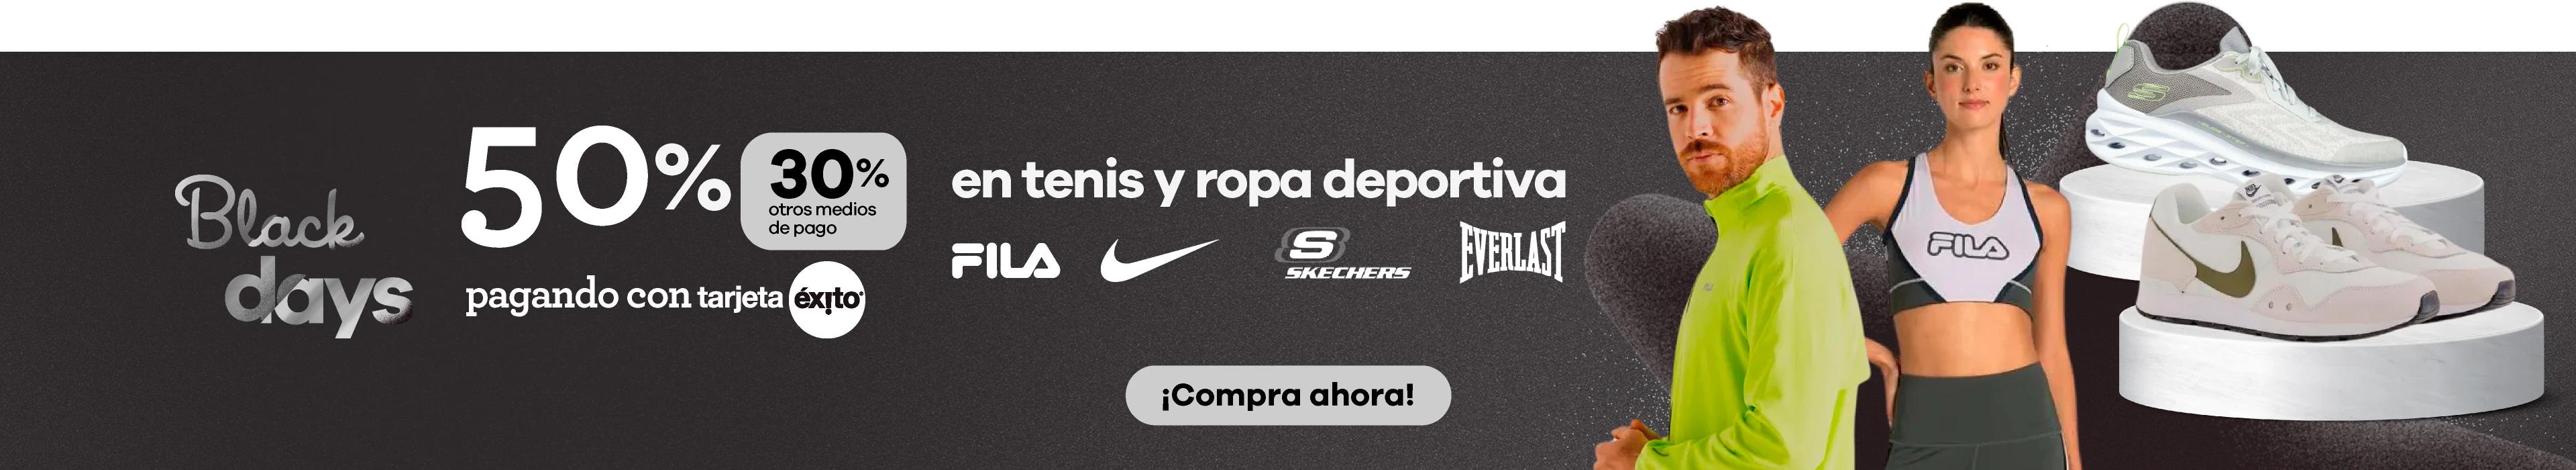 Black
days
50%
30%
otros medios
de pago
pagando con tarjeta éxito
en tenis y ropa deportiva
FILA
S
SKECHERS
EVERLAST
¡Compra ahora!
FILA
S